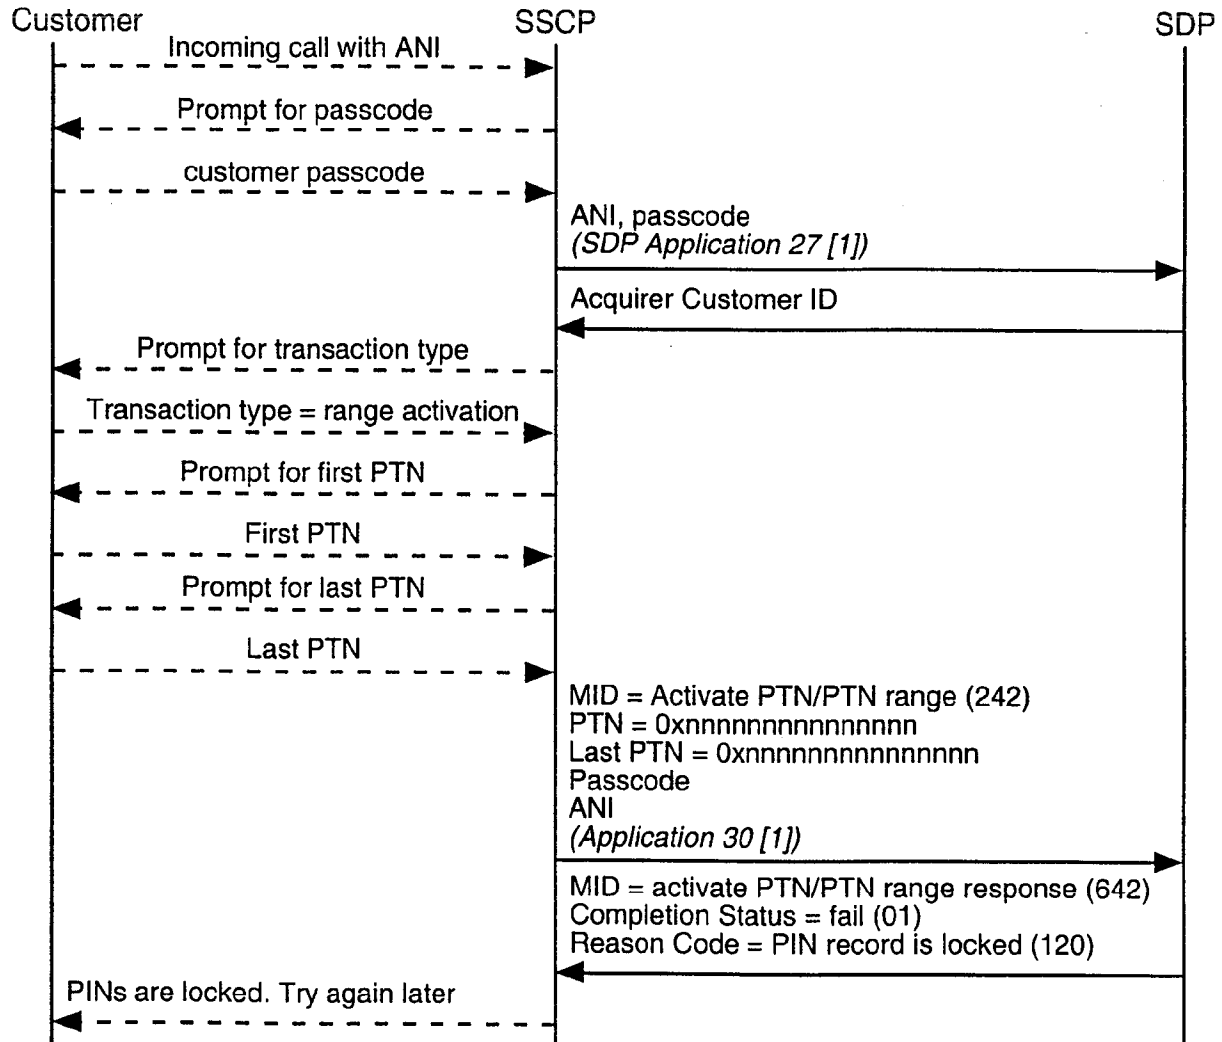 Customer SSCP SDP
Incoming call with ANI
Prompt for passcode
customer passcode
ANI, passcode
(SDP Application 27 [1])
Acquirer Customer ID
Prompt for transaction type
Transaction type = range activation
Prompt for first PTN
First PTN
Prompt for last PTN
Last PTN
MID = Activate PTN/PTN range (242)
PTN = 0xnnnnnnnnnnnnnnnn
Last PTN = 0xnnnnnnnnnnnnnnnn
Passcode
ANI
(Application 30 [1])
MID = activate PTN/PTN range response (642)
Completion Status = fail (01)
Reason Code = PIN record is locked (120)
PINs are locked. Try again later